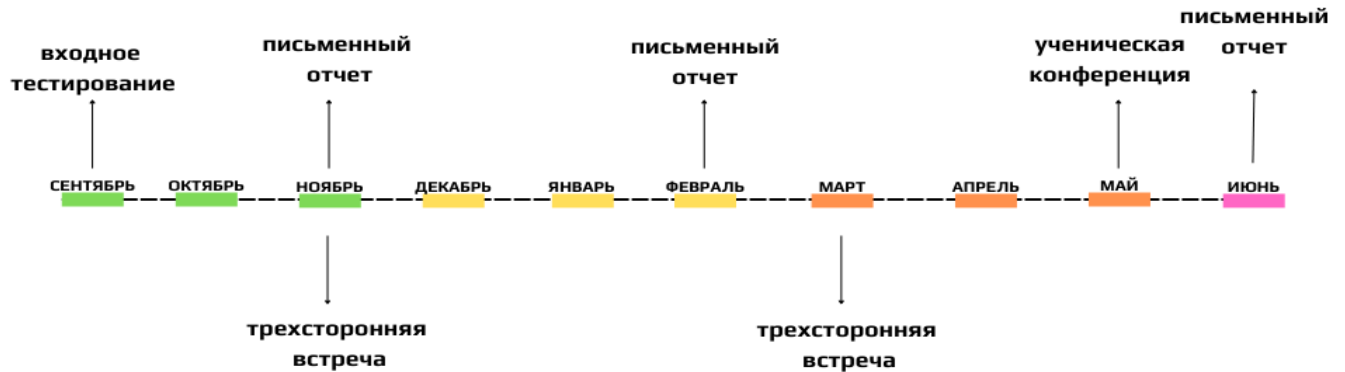 входное
тестирование
письменный
отчет
письменный
отчет
ученическая
конференция
письменный
отчет
СЕНТЯБРЬ ОКТЯБРЬ НОЯБРЬ ДЕКАБРЬ ЯНВАРЬ ФЕВРАЛЬ МАРТ АПРЕЛЬ МАЙ ИЮНЬ
трехсторонняя
встреча
трехсторонняя
встреча